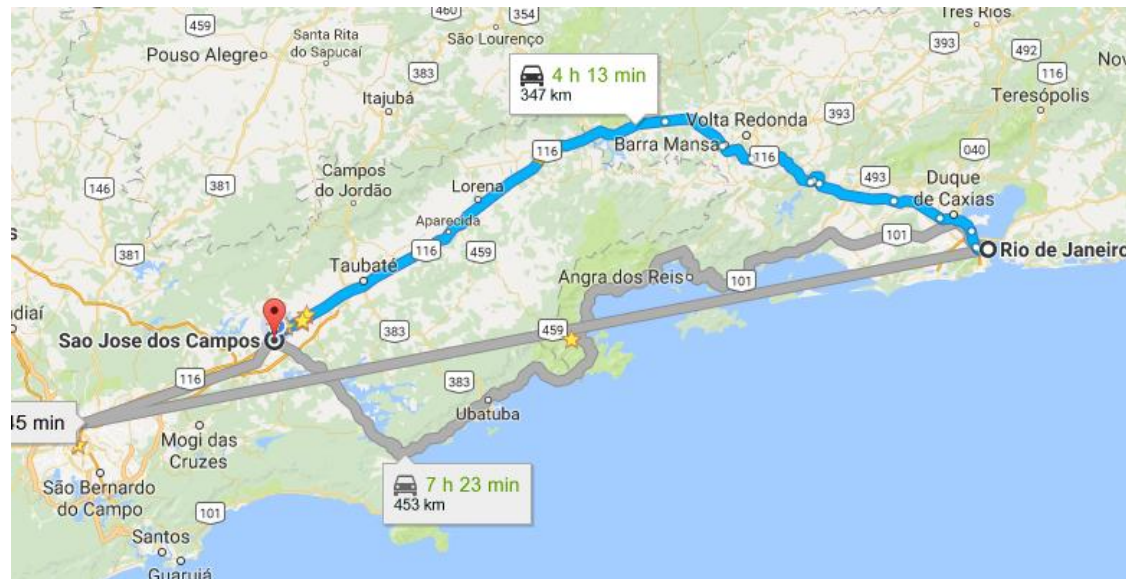 460
354
Três Rios
459
Santa Rita
do Sapucaí
São Lourenço
393
393
492
Pouso Alegre
383
116
Nov
4 h 13 min
347 km
Teresópolis
Itajubá
Volta Redonda
393
Barra Mansa
116
116
040
146
381
Campos
do Jordão
493
Duque
de Caxias
Lorena
Aparecida
381
116
459
101
Rio de Janeiro
Taubaté
Angra dos Reis
101
diaí
383
459
Sao Jose dos Campos
116
383
Ubatuba
45 min
Mogi das
Cruzes
7 h 23 min
453 km
São Bernardo
do Campo
101
Santos
Guarujá